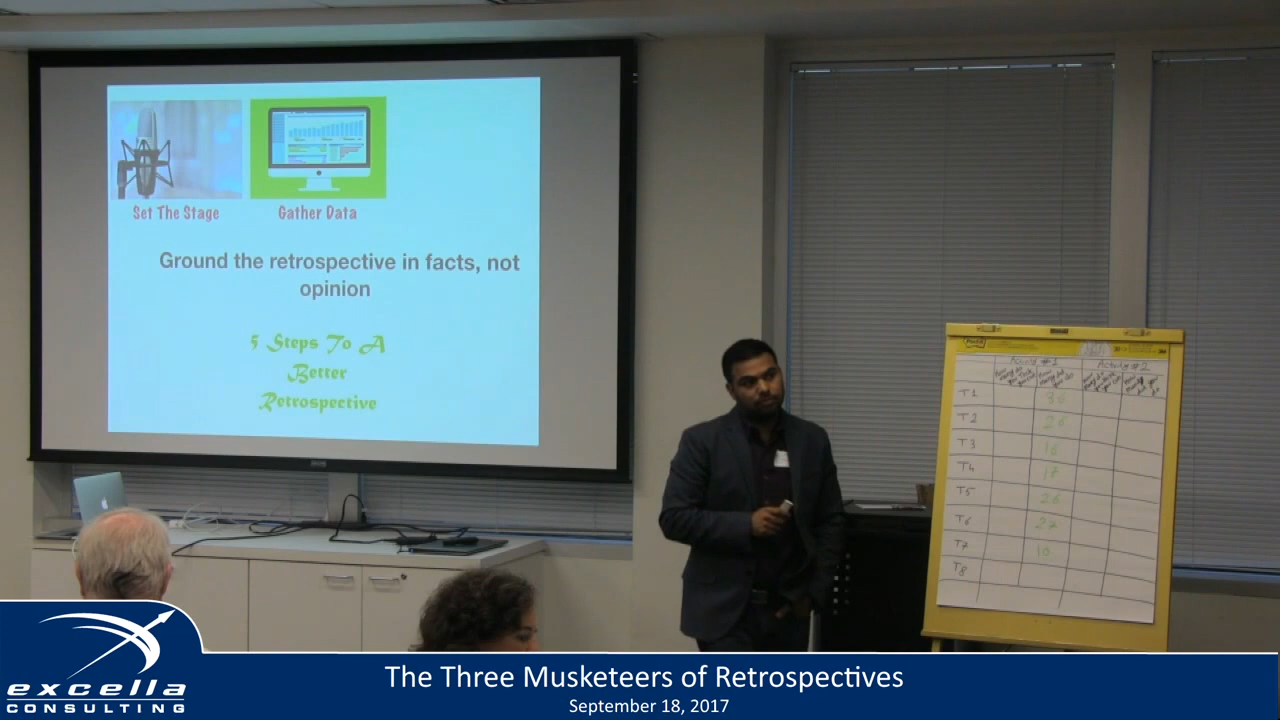 Set The Stage
Gather Data
Ground the retrospective in facts, not
opinion
5 Steps To A
Better
Retrospective
Activity #1
Activity #2
T1 36
T2 26
T3 16
T4 17
T5 26
T6 27
T7 10
T8
excella
CONSULTING
The Three Musketeers of Retrospectives
September 18, 2017